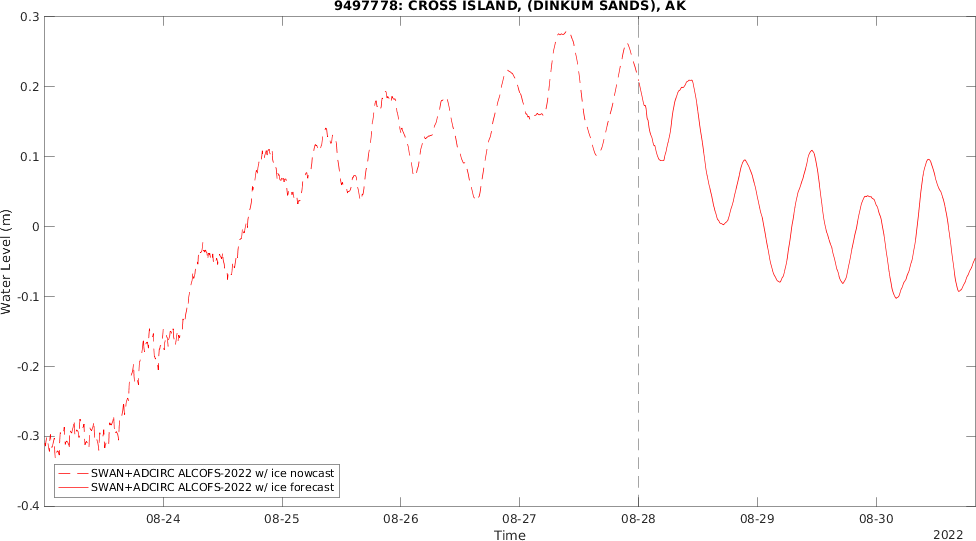 9497778: CROSS ISLAND, (DINKUM SANDS), AK
0.3
0.2
0.1
0
-0.1
-0.2
-0.3
-0.4
Water Level (m)
SWAN+ADCIRC ALCOFS-2022 w/ ice nowcast
SWAN+ADCIRC ALCOFS-2022 w/ ice forecast
08-24 08-25 08-26 08-27 08-28 08-29 08-30
Time
2022